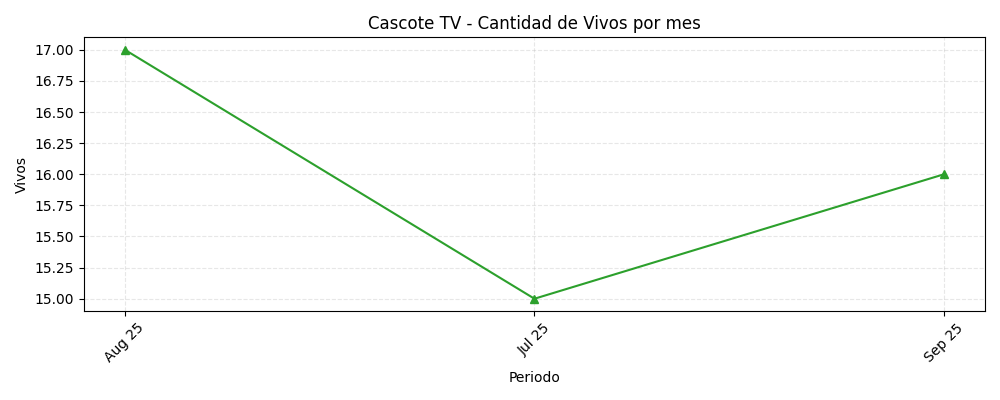 Cascote TV - Cantidad de Vivos por mes
Vivos
17.00
16.75
16.50
16.25
16.00
15.75
15.50
15.25
15.00
Aug 25
Jul 25
Sep 25
Periodo